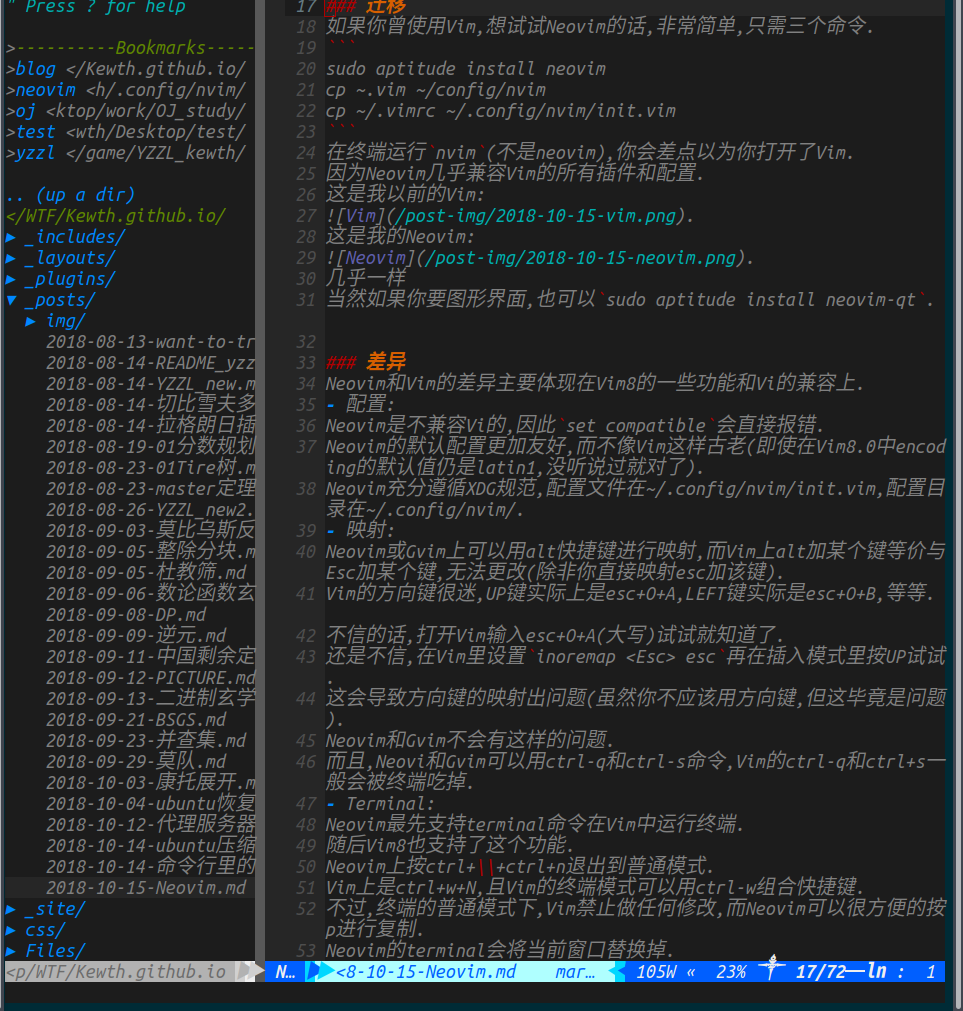 " Press ? for help
>----------Bookmarks-----
>blog </Kewth.github.io/
>neovim <h/.config/nvim/
>oj <ktop/work/OJ_study/
>test <wth/Desktop/test/
>yzzl </game/YZZL_kewth/
.. (up a dir)
</WTF/Kewth.github.io/
▶ _includes/
▶ _layouts/
▶ _plugins/
▼ _posts/
▶ img/
2018-08-13-want-to-tr
2018-08-14-README_yzz
2018-08-14-YZZL_new.m
2018-08-14-切比雪夫多
2018-08-14-拉格朗日插
2018-08-19-01分数规划
2018-08-23-01Tire树.m
2018-08-23-master定理
2018-08-26-YZZL_new2.
2018-09-03-莫比乌斯反
2018-09-05-整除分块.m
2018-09-05-杜教筛.md
2018-09-06-数论函数玄
2018-09-08-DP.md
2018-09-09-逆元.md
2018-09-11-中国剩余定
2018-09-12-PICTURE.md
2018-09-13-二进制玄学
2018-09-21-BSGS.md
2018-09-23-并查集.md
2018-09-29-莫队.md
2018-10-03-康托展开.m
2018-10-04-ubuntu恢复
2018-10-12-代理服务器
2018-10-14-ubuntu压缩
2018-10-14-命令行里的
2018-10-15-Neovim.md
▶ _site/
▶ css/
▶ Files/
<p/WTF/Kewth.github.io
17 ### 迁移
18 如果你曾使用Vim,想试试Neovim的话,非常简单,只需三个命令.
19 ```
20 sudo aptitude install neovim
21 cp ~.vim ~/config/nvim
22 cp ~/.vimrc ~/.config/nvim/init.vim
23 ```
24 在终端运行`nvim`(不是neovim),你会差点以为你打开了Vim.
25 因为Neovim几乎兼容Vim的所有插件和配置.
26 这是我以前的Vim:
27 ![Vim](/post-img/2018-10-15-vim.png).
28 这是我的Neovim:
29 ![Neovim](/post-img/2018-10-15-neovim.png).
30 几乎一样
31 当然如果你要图形界面,也可以`sudo aptitude install neovim-qt`.
32
33 ### 差异
34 Neovim和Vim的差异主要体现在Vim8的一些功能和Vi的兼容上.
35 - 配置:
36 Neovim是不兼容Vi的,因此`set compatible`会直接报错.
37 Neovim的默认配置更加友好,而不像Vim这样古老(即使在Vim8.0中encod
ing的默认值仍是latin1,没听说过就对了).
38 Neovim充分遵循XDG规范,配置文件在~/.config/nvim/init.vim,配置目
录在~/.config/nvim/.
39 - 映射:
40 Neovim或Gvim上可以用alt快捷键进行映射,而Vim上alt加某个键等价与
Esc加某个键,无法更改(除非你直接映射esc加该键).
41 Vim的方向键很迷,UP键实际上是esc+O+A,LEFT键实际是esc+O+B,等等.
42 不信的话,打开Vim输入esc+O+A(大写)试试就知道了.
43 还是不信,在Vim里设置`inoremap <Esc> esc`再在插入模式里按UP试试
.
44 这会导致方向键的映射出问题(虽然你不应该用方向键,但这毕竟是问题
).
45 Neovim和Gvim不会有这样的问题.
46 而且,Neovi和Gvim可以用ctrl-q和ctrl-s命令,Vim的ctrl-q和ctrl+s一
般会被终端吃掉.
47 - Terminal:
48 Neovim最先支持terminal命令在Vim中运行终端.
49 随后Vim8也支持了这个功能.
50 Neovim上按ctrl+\\+ctrl+n退出到普通模式.
51 Vim上是ctrl+w+N,且Vim的终端模式可以用ctrl-w组合快捷键.
52 不过,终端的普通模式下,Vim禁止做任何修改,而Neovim可以很方便的按
p进行复制.
53 Neovim的terminal会将当前窗口替换掉.
N… <8-10-15-Neovim.md mar… 105W « 23% 17/72 ln : 1